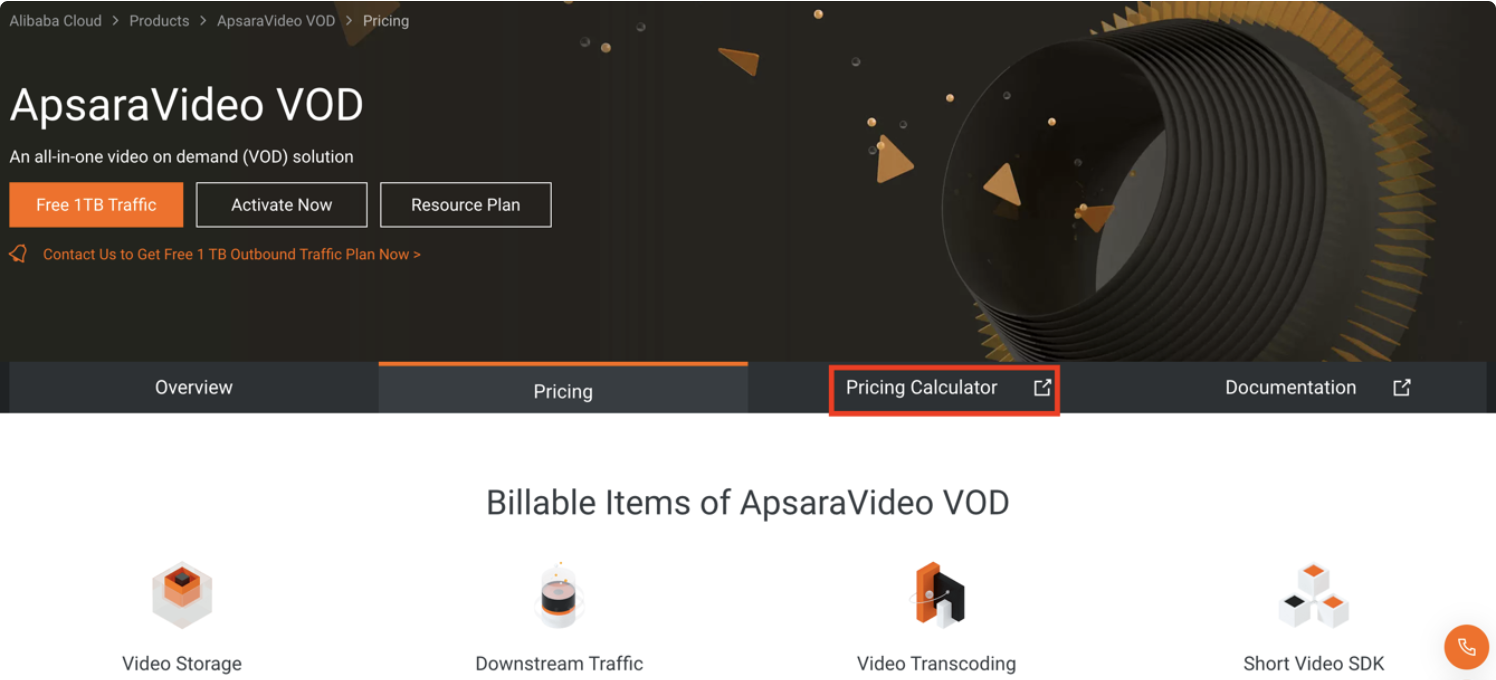 Alibaba Cloud > Products > ApsaraVideo VOD > Pricing
ApsaraVideo VOD
An all-in-one video on demand (VOD) solution
Free 1TB Traffic Activate Now Resource Plan
Contact Us to Get Free 1 TB Outbound Traffic Plan Now >
Overview Pricing Pricing Calculator Documentation
Billable Items of ApsaraVideo VOD
Video Storage Downstream Traffic Video Transcoding Short Video SDK